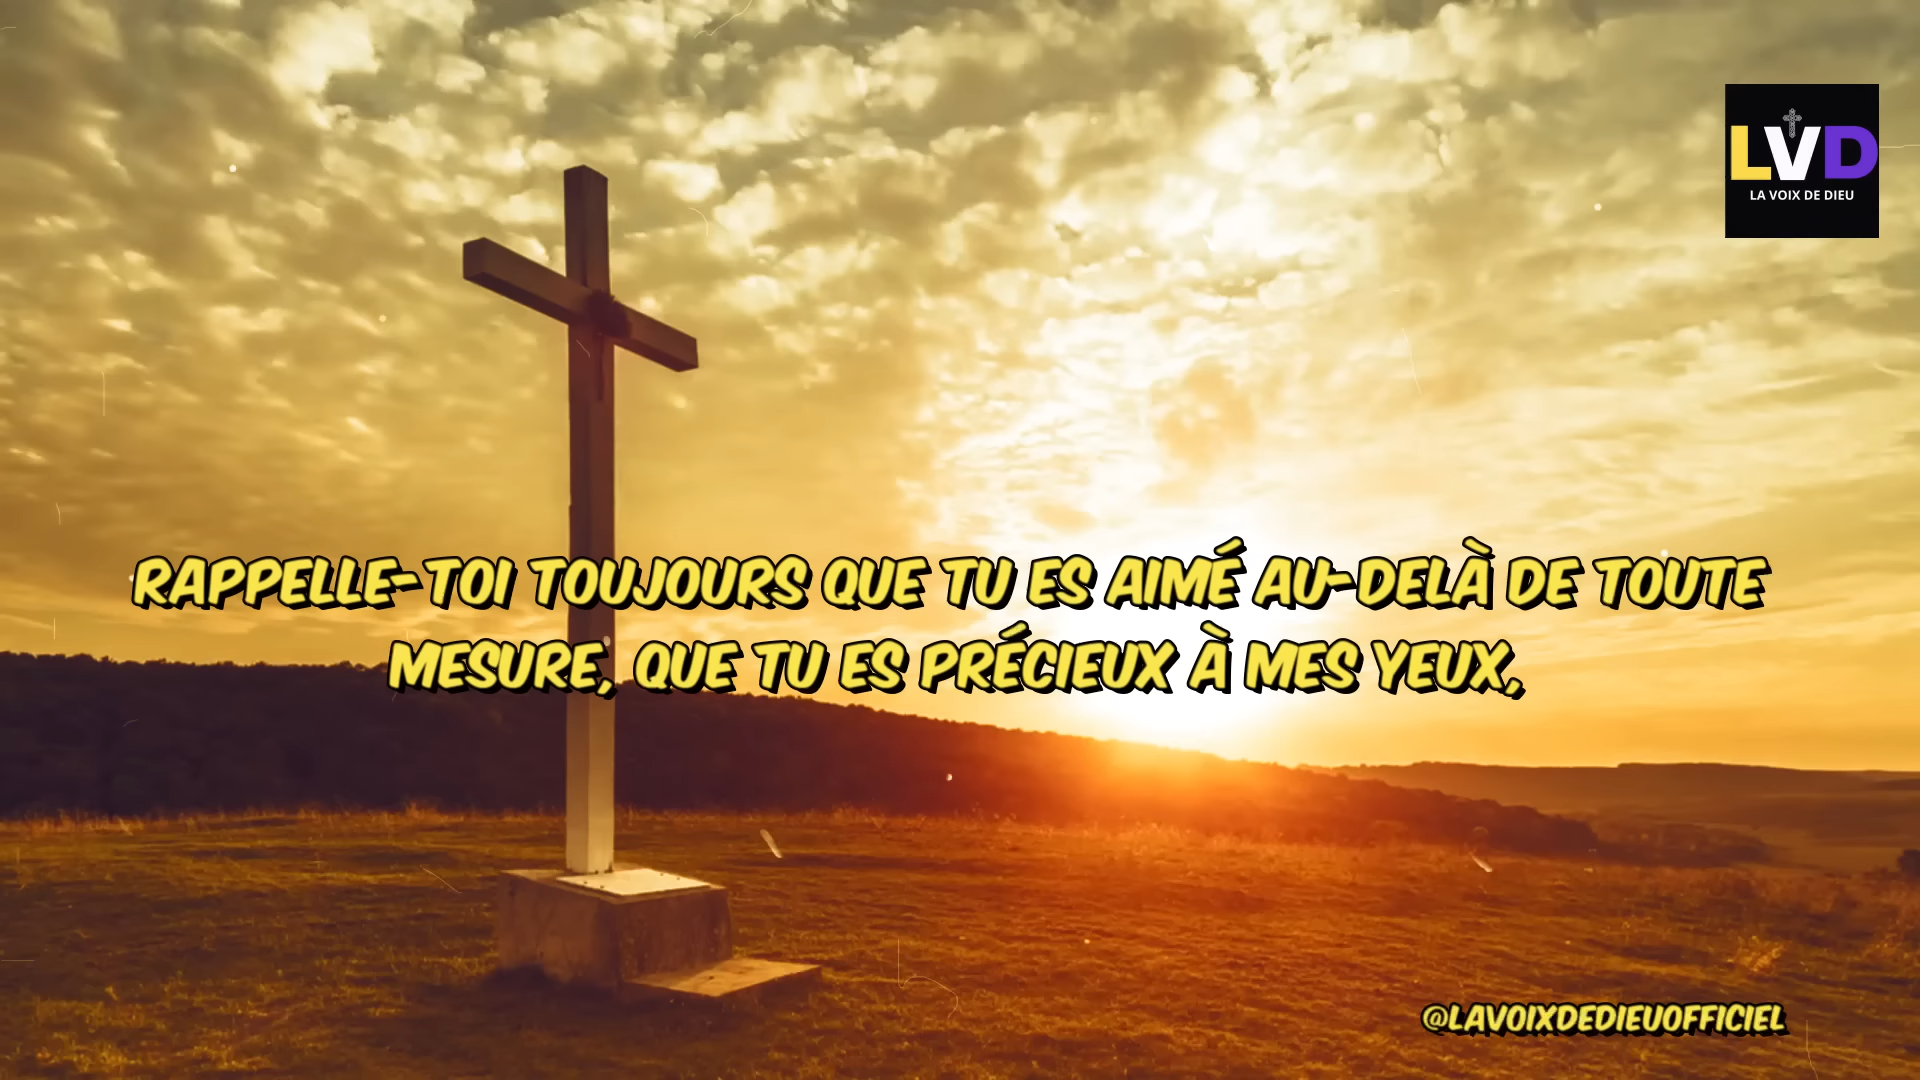 LVD
LA VOIX DE DIEU
RAPPELLE-TOI TOUJOURS QUE TU ES AIMÉ AU-DELÀ DE TOUTE
MESURE, QUE TU ES PRÉCIEUX À MES YEUX,
@LAVOIXDEDIEUOFFICIEL